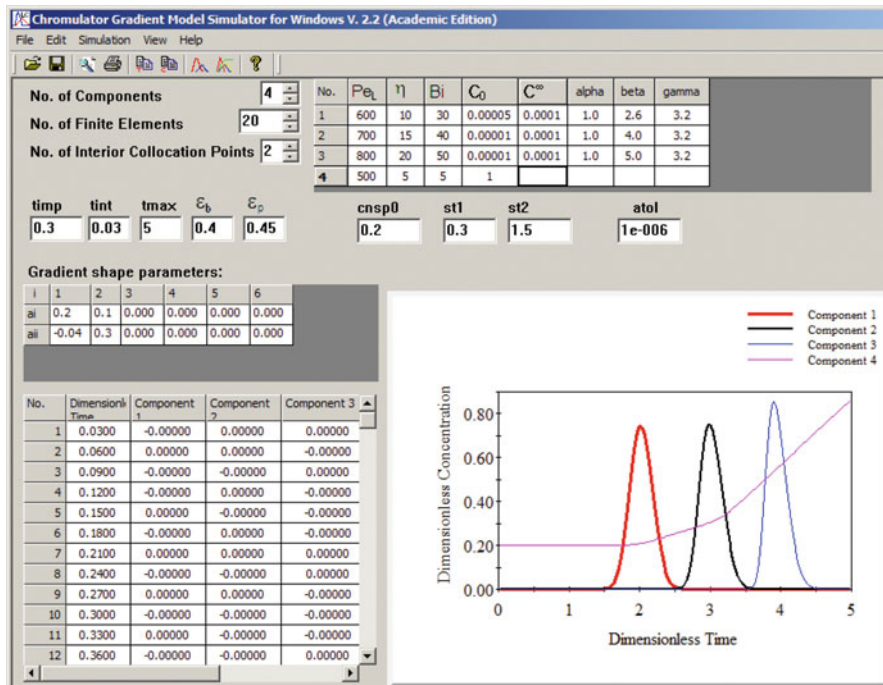 Chromulator Gradient Model Simulator for Windows V. 2.2 (Academic Edition)
File Edit Simulation View Help
No. of Components 4
No. of Finite Elements 20
No. of Interior Collocation Points 2
No. PeL η Bi C0 C∞ alpha beta gamma
1 600 10 30 0.00005 0.0001 1.0 2.6 3.2
2 700 15 40 0.00001 0.0001 1.0 4.0 3.2
3 800 20 50 0.00001 0.0001 1.0 5.0 3.2
4 500 5 5 1
timp tint tmax εb εp cnsp0 st1 st2 atol
0.3 0.03 5 0.4 0.45 0.2 0.3 1.5 1e-006
Gradient shape parameters:
i 1 2 3 4 5 6
ai 0.2 0.1 0.000 0.000 0.000 0.000
aii -0.04 0.3 0.000 0.000 0.000 0.000
No. Dimensionl Time Component 1 Component 2 Component 3
1 0.0300 -0.00000 0.00000 0.00000
2 0.0600 0.00000 0.00000 -0.00000
3 0.0900 -0.00000 -0.00000 0.00000
4 0.1200 -0.00000 0.00000 -0.00000
5 0.1500 0.00000 -0.00000 -0.00000
6 0.1800 -0.00000 0.00000 -0.00000
7 0.2100 0.00000 0.00000 -0.00000
8 0.2400 -0.00000 -0.00000 0.00000
9 0.2700 0.00000 0.00000 -0.00000
10 0.3000 -0.00000 0.00000 -0.00000
11 0.3300 0.00000 -0.00000 -0.00000
12 0.3600 -0.00000 -0.00000 0.00000
Component 1
Component 2
Component 3
Component 4
Dimensionless Concentration
0.80
0.60
0.40
0.20
0.00
0 1 2 3 4 5
Dimensionless Time